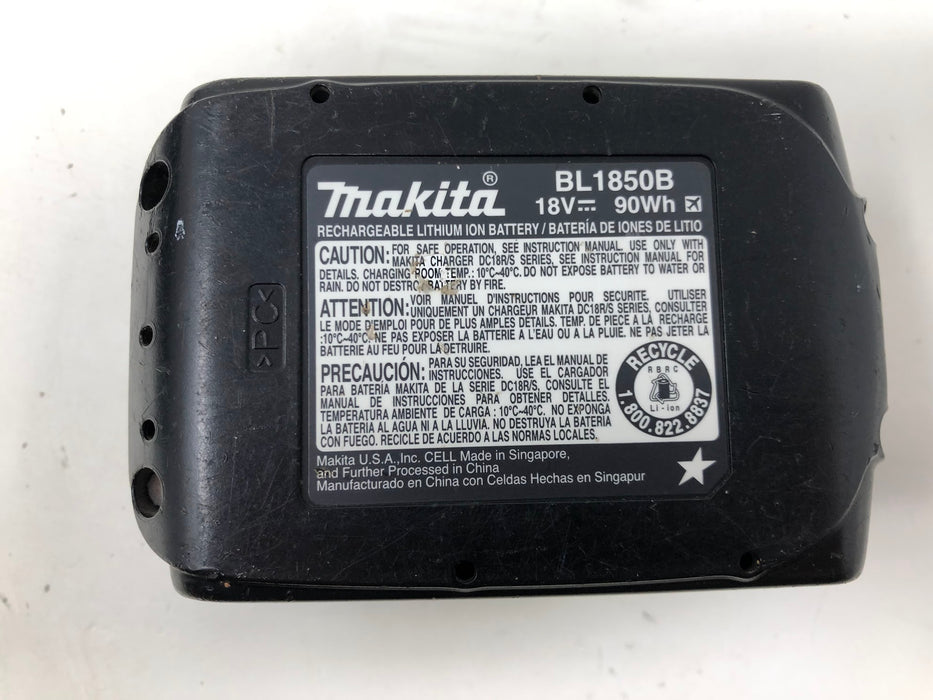 makita®
BL1850B
18V⎓ 90Wh
RECHARGEABLE LITHIUM ION BATTERY / BATERÍA DE IONES DE LITIO
CAUTION: FOR SAFE OPERATION, SEE INSTRUCTION MANUAL. USE ONLY WITH
MAKITA CHARGER DC18R/S SERIES, SEE INSTRUCTION MANUAL FOR
DETAILS. CHARGING ROOM TEMP.: 10°C-40°C. DO NOT EXPOSE BATTERY TO WATER OR
RAIN. DO NOT DESTROY BATTERY BY FIRE.
ATTENTION: VOIR MANUEL D'INSTRUCTIONS POUR SECURITE. UTILISER
UNIQUEMENT UN CHARGEUR MAKITA DC18R/S SERIES, CONSULTER
LE MODE D'EMPLOI POUR DE PLUS AMPLES DÉTAILS. TEMP. DE PIECE A LA RECHARGE
:10°C-40°C. NE PAS EXPOSER LA BATTERIE À L'EAU OU À LA PLUIE. NE PAS JETER LA
BATTERIE AU FEU POUR LA DETRUIRE.
PRECAUCIÓN: PARA SU SEGURIDAD, LEA EL MANUAL DE
INSTRUCCIONES. USE EL CARGADOR
PARA BATERÍA MAKITA DE LA SERIE DC18R/S, CONSULTE EL
MANUAL DE INSTRUCCIONES PARA OBTENER DETALLES.
TEMPERATURA AMBIENTE DE CARGA : 10°C-40°C. NO EXPONGA
LA BATERÍA AL AGUA NI A LA LLUVIA. NO DESTRUYA LA BATERÍA
CON FUEGO. RECICLE DE ACUERDO A LAS NORMAS LOCALES.
RECYCLE
RBRC
Li-ion
1.800.822.8837
Makita U.S.A.,Inc. CELL Made in Singapore,
and Further Processed in China
Manufacturado en China con Celdas Hechas en Singapur
>PC<